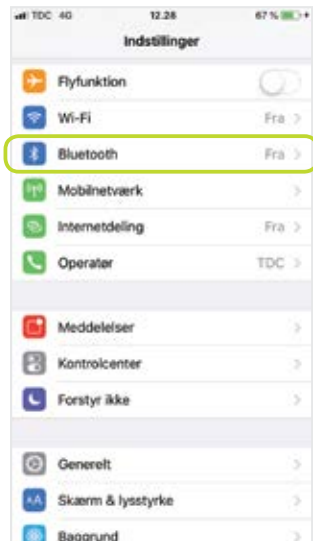 TDC 4G 12.28 67 %
Indstillinger
Flyfunktion
Wi-Fi Fra
Bluetooth Fra
Mobilnetværk
Internetdeling Fra
Operatør TDC
Meddelelser
Kontrolcenter
Forstyr ikke
Generelt
AA Skærm & lysstyrke
Baggrund